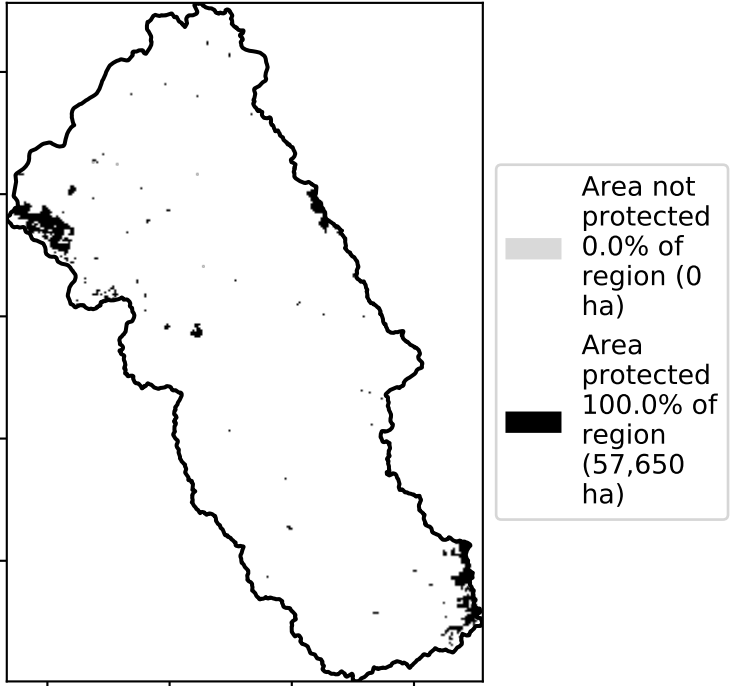 Area not
protected
0.0% of
region (0
ha)
Area
protected
100.0% of
region
(57,650
ha)